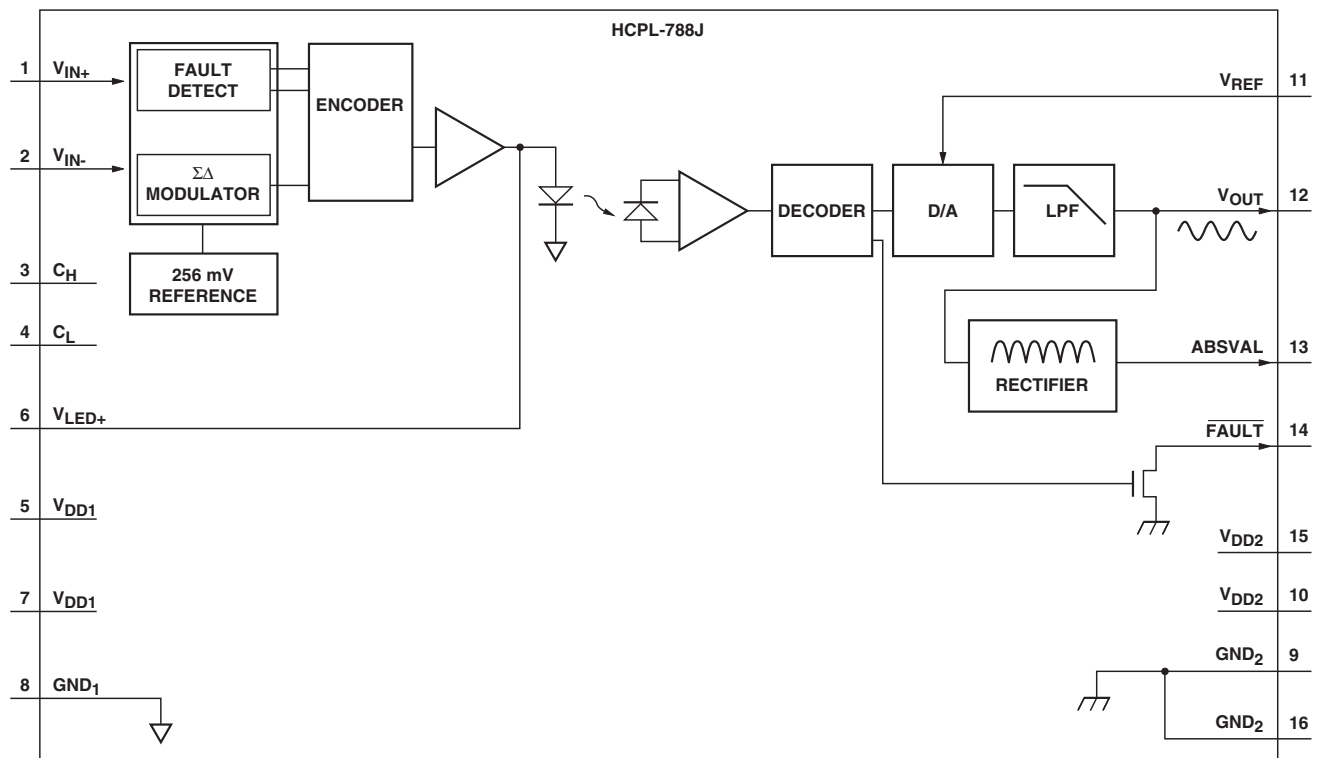 HCPL-788J
1 VIN+
FAULT
DETECT
ENCODER
2 VIN-
ΣΔ
MODULATOR
256 mV
REFERENCE
3 CH
4 CL
6 VLED+
5 VDD1
7 VDD1
8 GND1
DECODER
D/A
LPF
VREF 11
VOUT 12
RECTIFIER
ABSVAL 13
FAULT 14
VDD2 15
VDD2 10
GND2 9
GND2 16